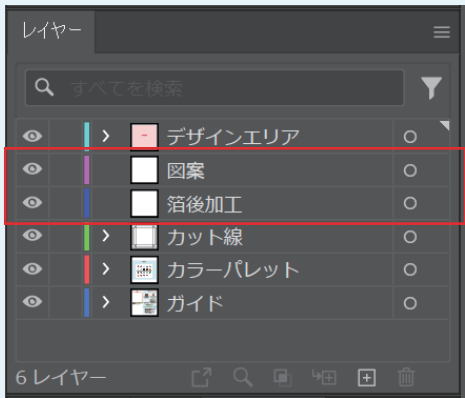 レイヤー
すべてを検索
デザインエリア
図案
箔後加工
カット線
カラーパレット
ガイド
6 レイヤー